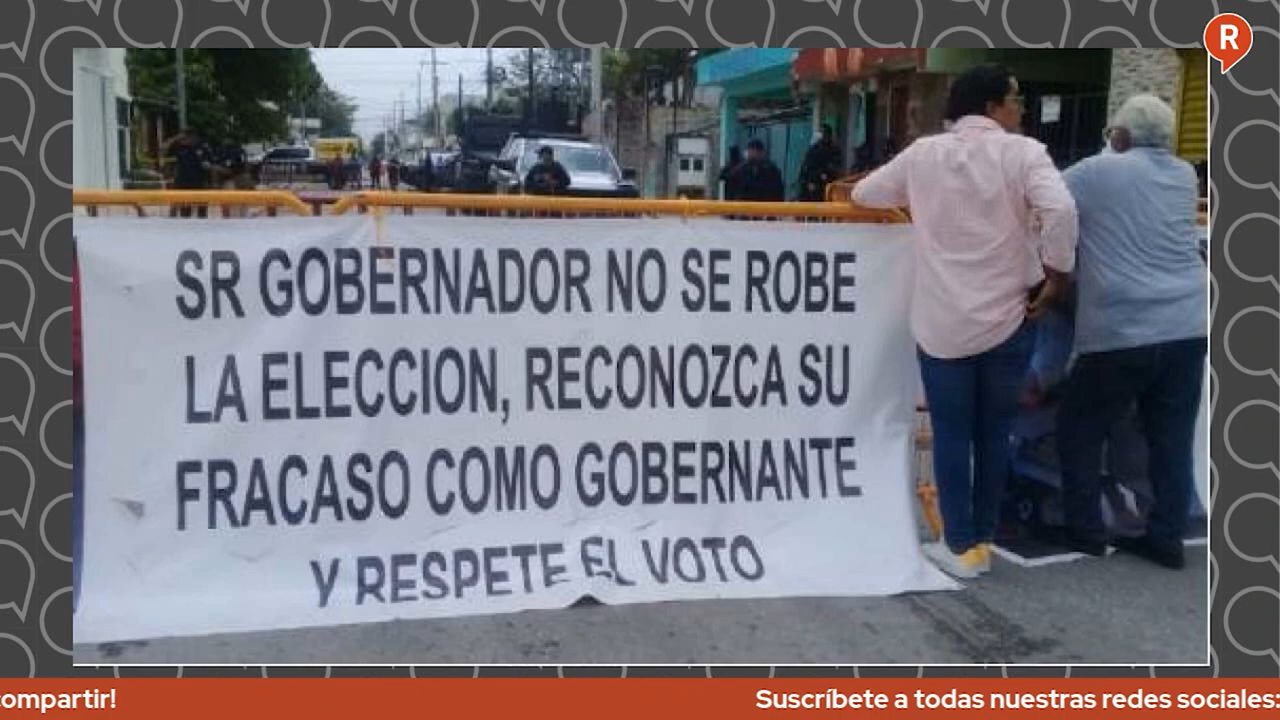 R
SR GOBERNADOR NO SE ROBE
LA ELECCION, RECONOZCA SU
FRACASO COMO GOBERNANTE
Y RESPETE EL VOTO
compartir! Suscríbete a todas nuestras redes sociales: